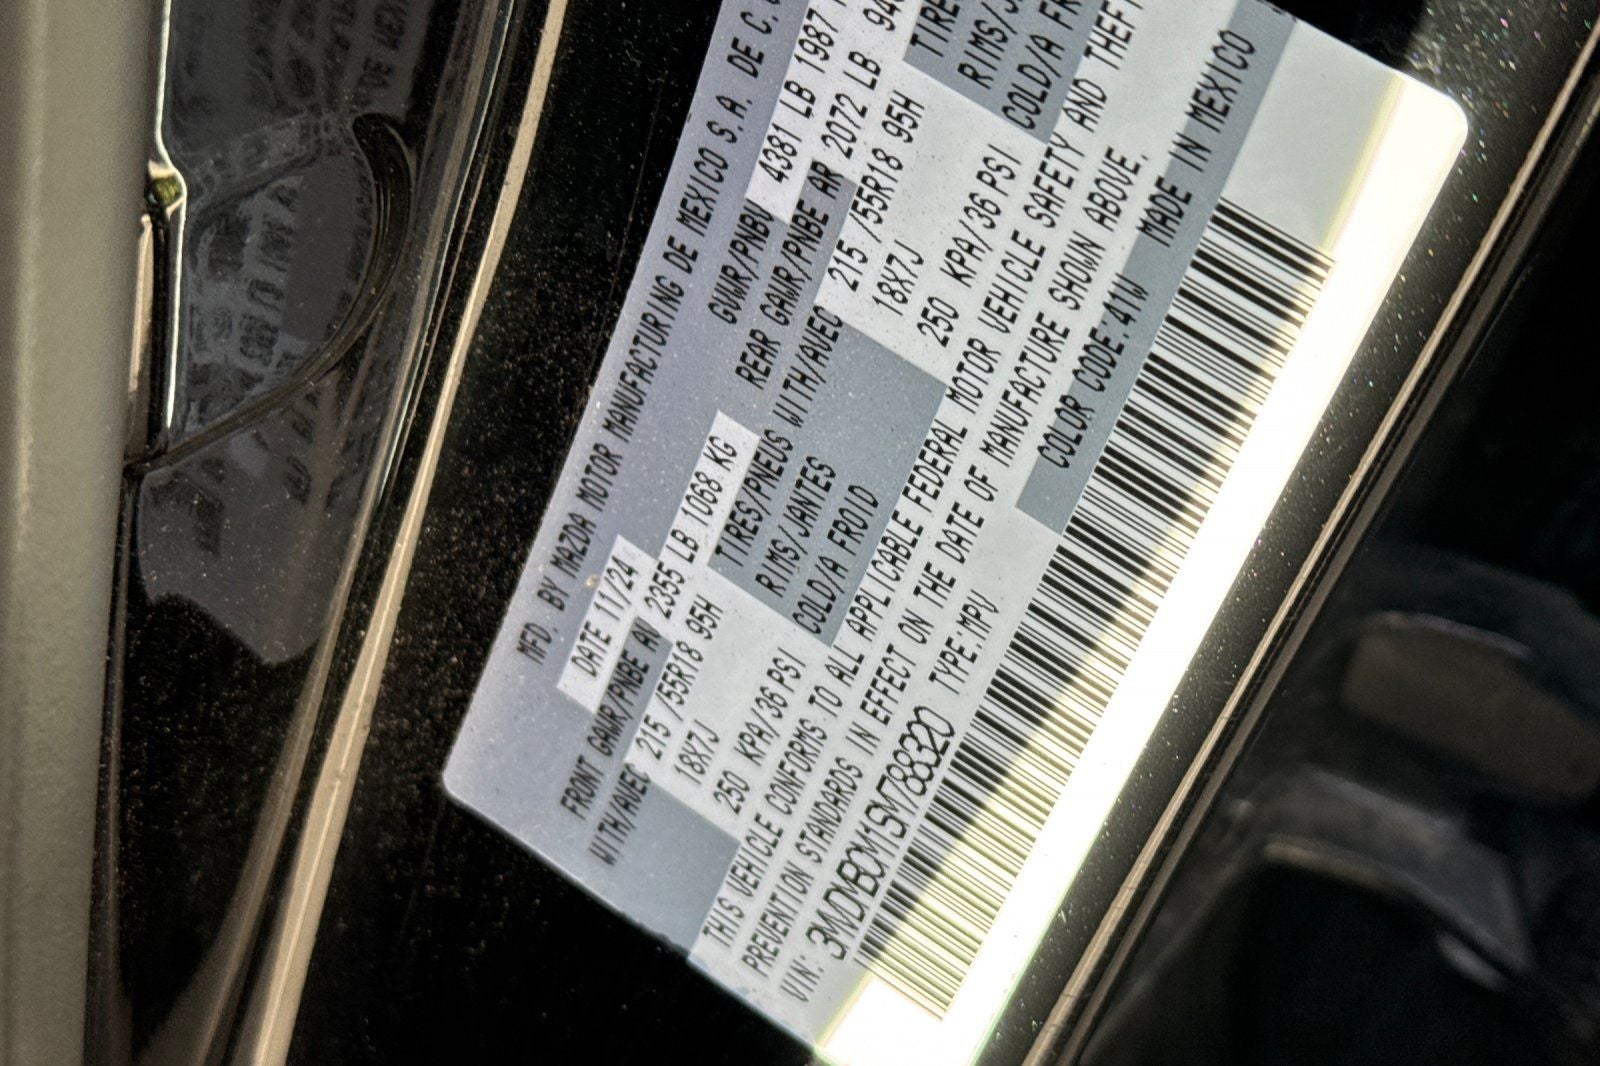 MFD. BY MAZDA MOTOR MANUFACTURING DE MEXICO S. A. DE C.
DATE 11/24 GVWR/PNBV 4381 LB 1987
FRONT GAWR/PNBE AV 2355 LB 1068 KG REAR GAWR/PNBE AR 2072 LB
WITH/AVEC 215 /55R18 95H TIRES/PNEUS WITH/AVEC 215 /55R18 95H
18X7J RIMS/JANTES 18X7J
250 KPA/36 PSI COLD/A FROID 250 KPA/36 PSI COLD/A
THIS VEHICLE CONFORMS TO ALL APPLICABLE FEDERAL MOTOR VEHICLE SAFETY AND THEFT
PREVENTION STANDARDS IN EFFECT ON THE DATE OF MANUFACTURE SHOWN ABOVE.
VIN: 3MVDMBCM1SM788320 TYPE:MPV COLOR CODE:41W MADE IN MEXICO